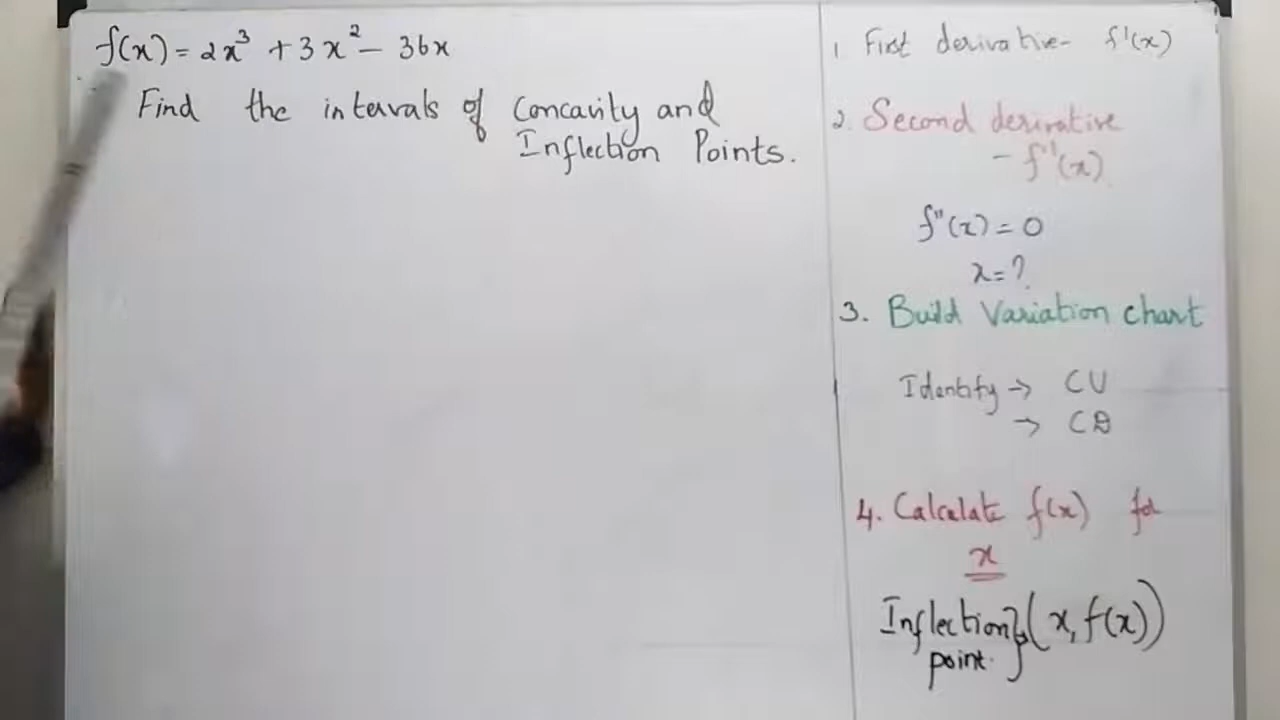 f(x) = 2x³ + 3x² - 36x
Find the intervals of Concavity and
Inflection Points.
1. First derivative - f'(x)
2. Second derivative
- f''(x)
f''(x) = 0
x = ?
3. Build Variation chart
Identify → CU
→ CD
4. Calculate f(x) for
x
Inflection } (x, f(x))
point.